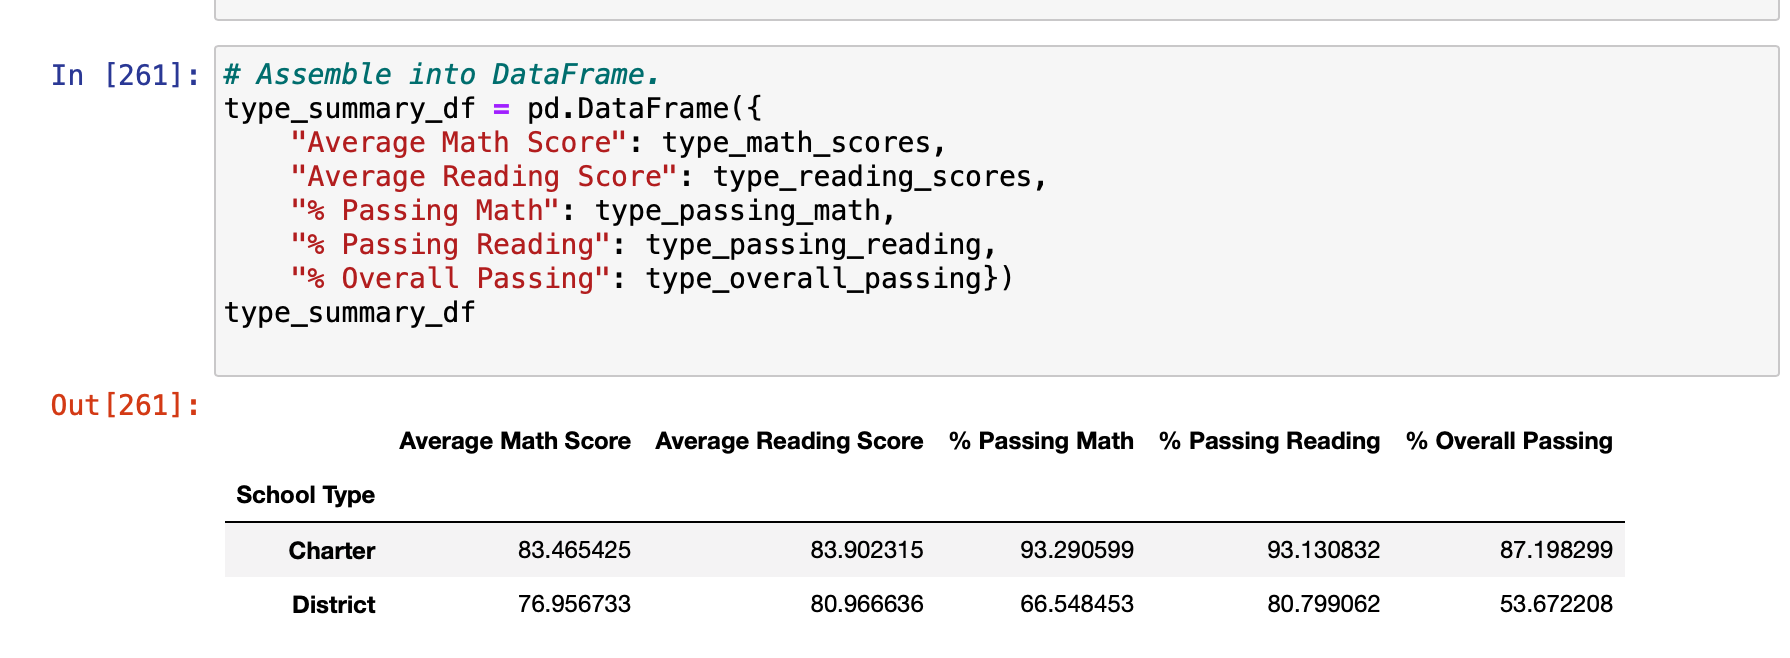 In [261]:
# Assemble into DataFrame.
type_summary_df = pd.DataFrame({
    "Average Math Score": type_math_scores,
    "Average Reading Score": type_reading_scores,
    "% Passing Math": type_passing_math,
    "% Passing Reading": type_passing_reading,
    "% Overall Passing": type_overall_passing})
type_summary_df
Out[261]:
Average Math Score Average Reading Score % Passing Math % Passing Reading % Overall Passing
School Type
Charter 83.465425 83.902315 93.290599 93.130832 87.198299
District 76.956733 80.966636 66.548453 80.799062 53.672208